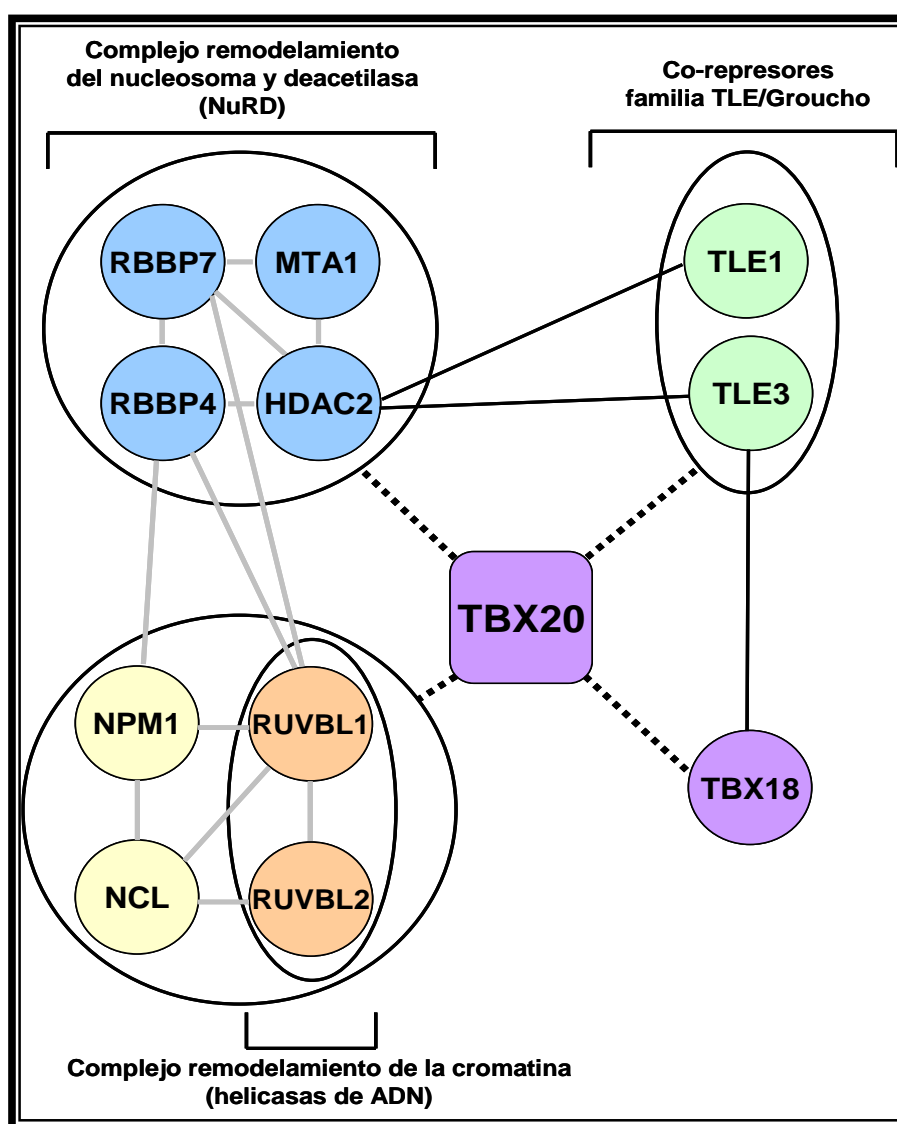 Complejo remodelamiento
del nucleosoma y deacetilasa
(NuRD)
Co-represores
familia TLE/Groucho
RBBP7
MTA1
TLE1
RBBP4
HDAC2
TLE3
TBX20
NPM1
RUVBL1
TBX18
NCL
RUVBL2
Complejo remodelamiento de la cromatina
(helicasas de ADN)